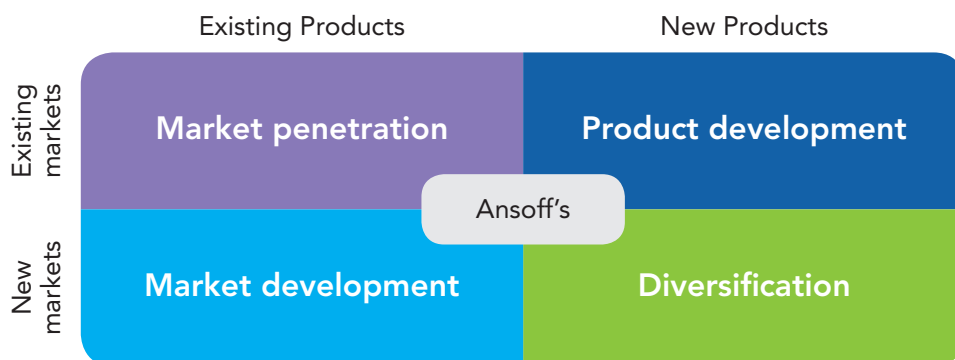 Existing Products
New Products
Existing
markets
Market penetration
Product development
Ansoff's
New
markets
Market development
Diversification